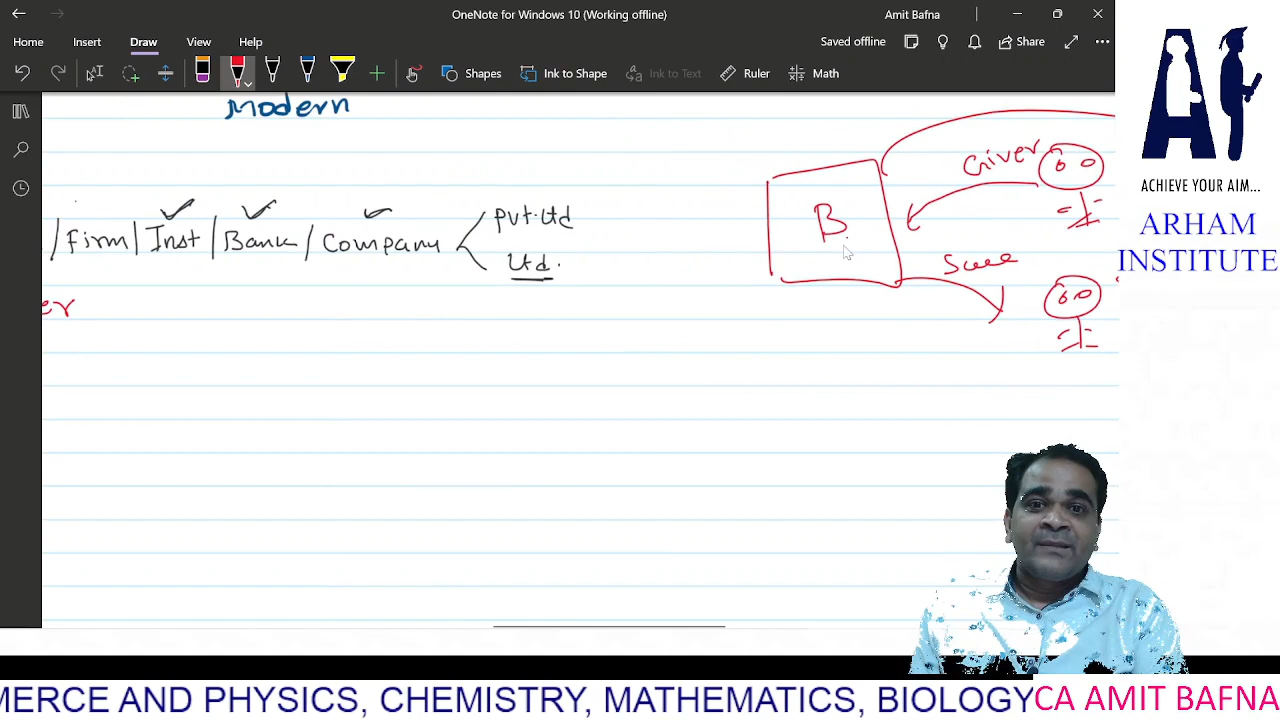 OneNote for Windows 10 (Working offline)
Amit Bafna
Home Insert Draw View Help
Saved offline
Share
Shapes
Ink to Shape
Ink to Text
Ruler
Math
Modern
/ Firm / Inst / Bank / Company
Pvt. Ltd
Ltd.
er
B
Giver
ACHIEVE YOUR AIM...
ARHAM
INSTITUTE
MERCE AND PHYSICS, CHEMISTRY, MATHEMATICS, BIOLOGY CA AMIT BAFNA